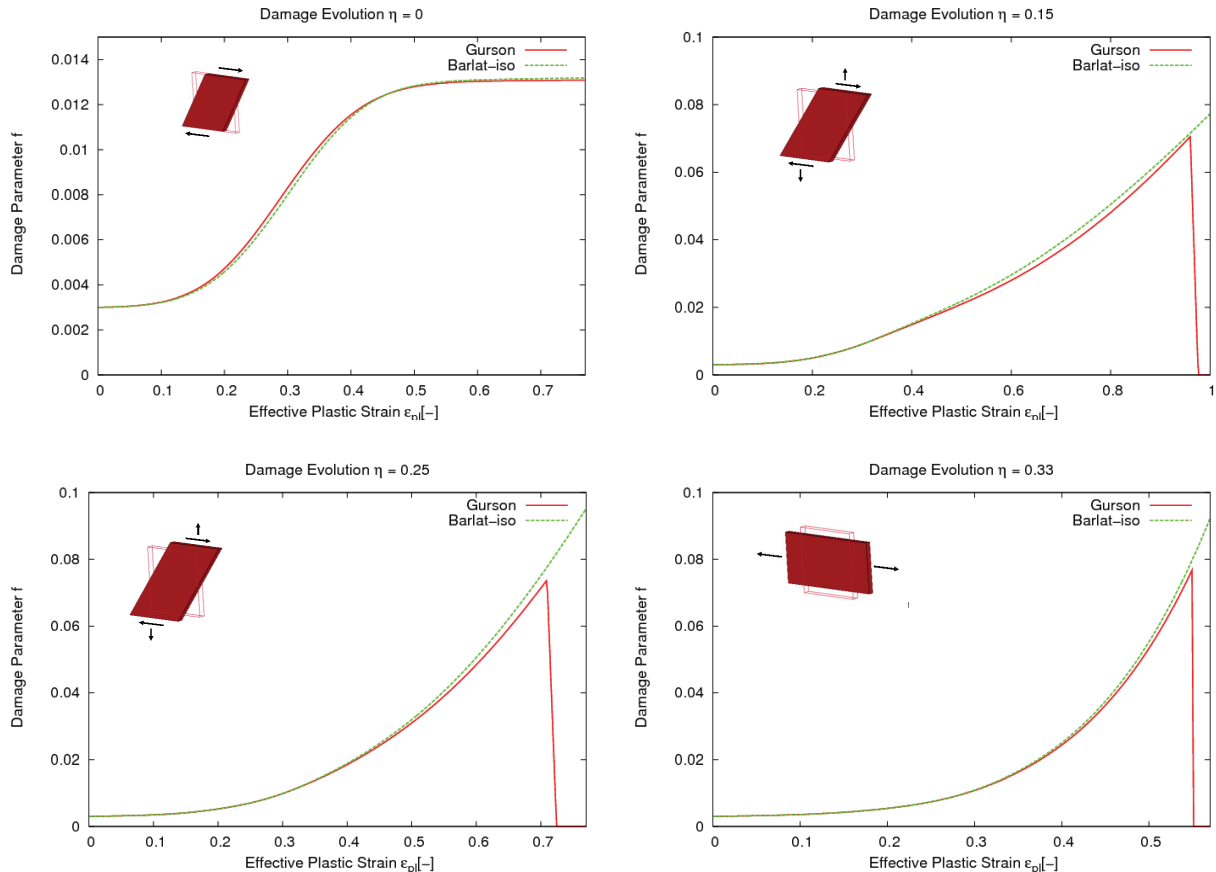 Damage Evolution η = 0
Gurson
Barlat-iso
Damage Parameter f
0.014
0.012
0.01
0.008
0.006
0.004
0.002
0
0 0.1 0.2 0.3 0.4 0.5 0.6 0.7
Effective Plastic Strain εpl[-]
Damage Evolution η = 0.15
Gurson
Barlat-iso
Damage Parameter f
0.1
0.08
0.06
0.04
0.02
0
0 0.2 0.4 0.6 0.8 1
Effective Plastic Strain εpl[-]
Damage Evolution η = 0.25
Gurson
Barlat-iso
Damage Parameter f
0.1
0.08
0.06
0.04
0.02
0
0 0.1 0.2 0.3 0.4 0.5 0.6 0.7
Effective Plastic Strain εpl[-]
Damage Evolution η = 0.33
Gurson
Barlat-iso
Damage Parameter f
0.1
0.08
0.06
0.04
0.02
0
0 0.1 0.2 0.3 0.4 0.5
Effective Plastic Strain εpl[-]